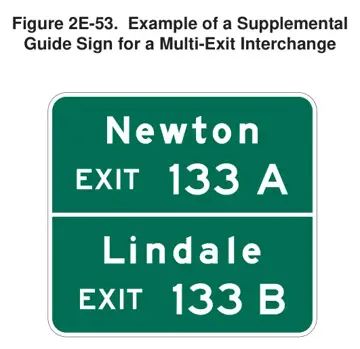 Figure 2E-53. Example of a Supplemental
Guide Sign for a Multi-Exit Interchange
Newton
EXIT 133 A
Lindale
EXIT 133 B